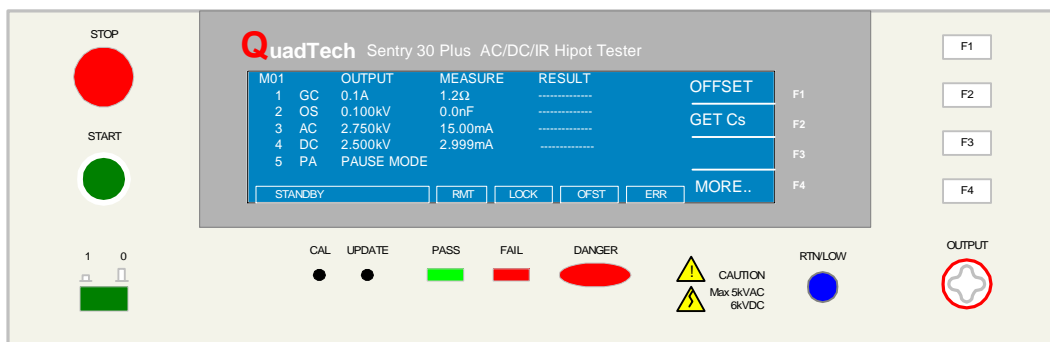 STOP
START
1 0
QuadTech Sentry 30 Plus AC/DC/IR Hipot Tester
M01 OUTPUT MEASURE RESULT
1 GC 0.1A 1.2Ω --------------
2 OS 0.100kV 0.0nF --------------
3 AC 2.750kV 15.00mA --------------
4 DC 2.500kV 2.999mA --------------
5 PA PAUSE MODE
STANDBY RMT LOCK OFST ERR
OFFSET F1
GET Cs F2
F3
MORE.. F4
F1
F2
F3
F4
CAL UPDATE PASS FAIL DANGER
CAUTION
Max 5kVAC
6kVDC
RTN/LOW
OUTPUT